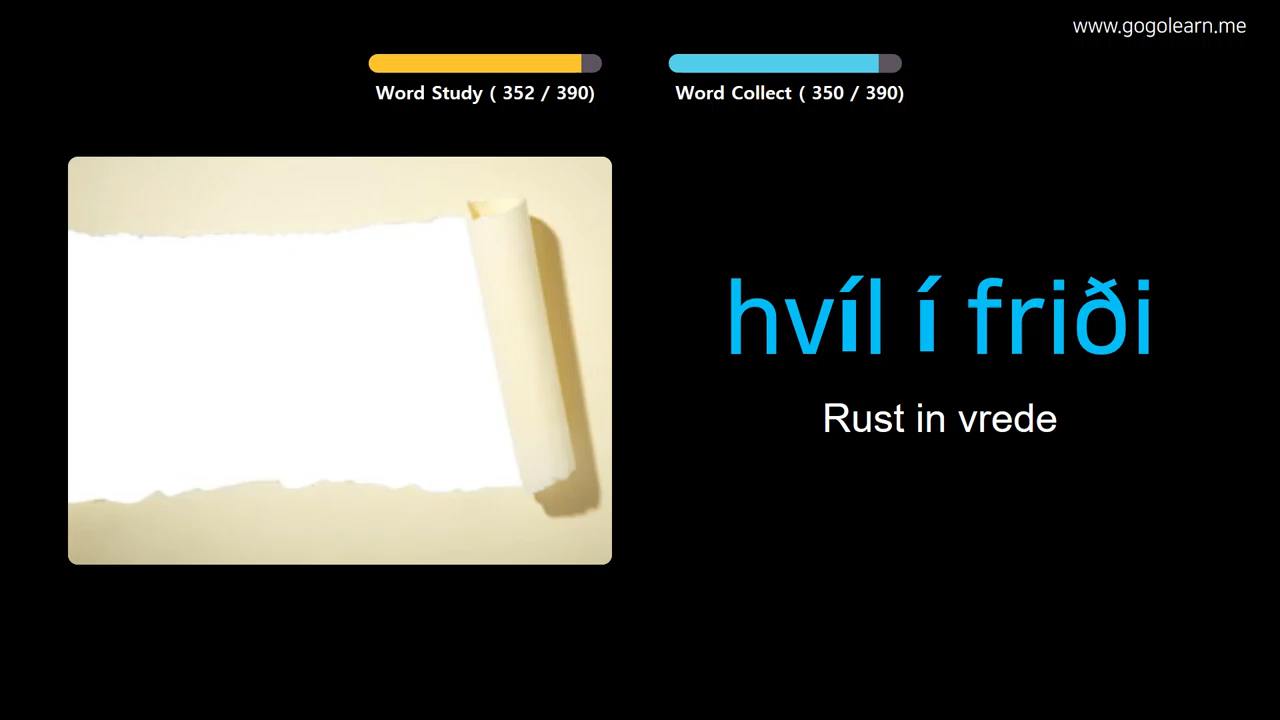 www.gogolearn.me
Word Study ( 352 / 390)
Word Collect ( 350 / 390)
hvíl í friði
Rust in vrede